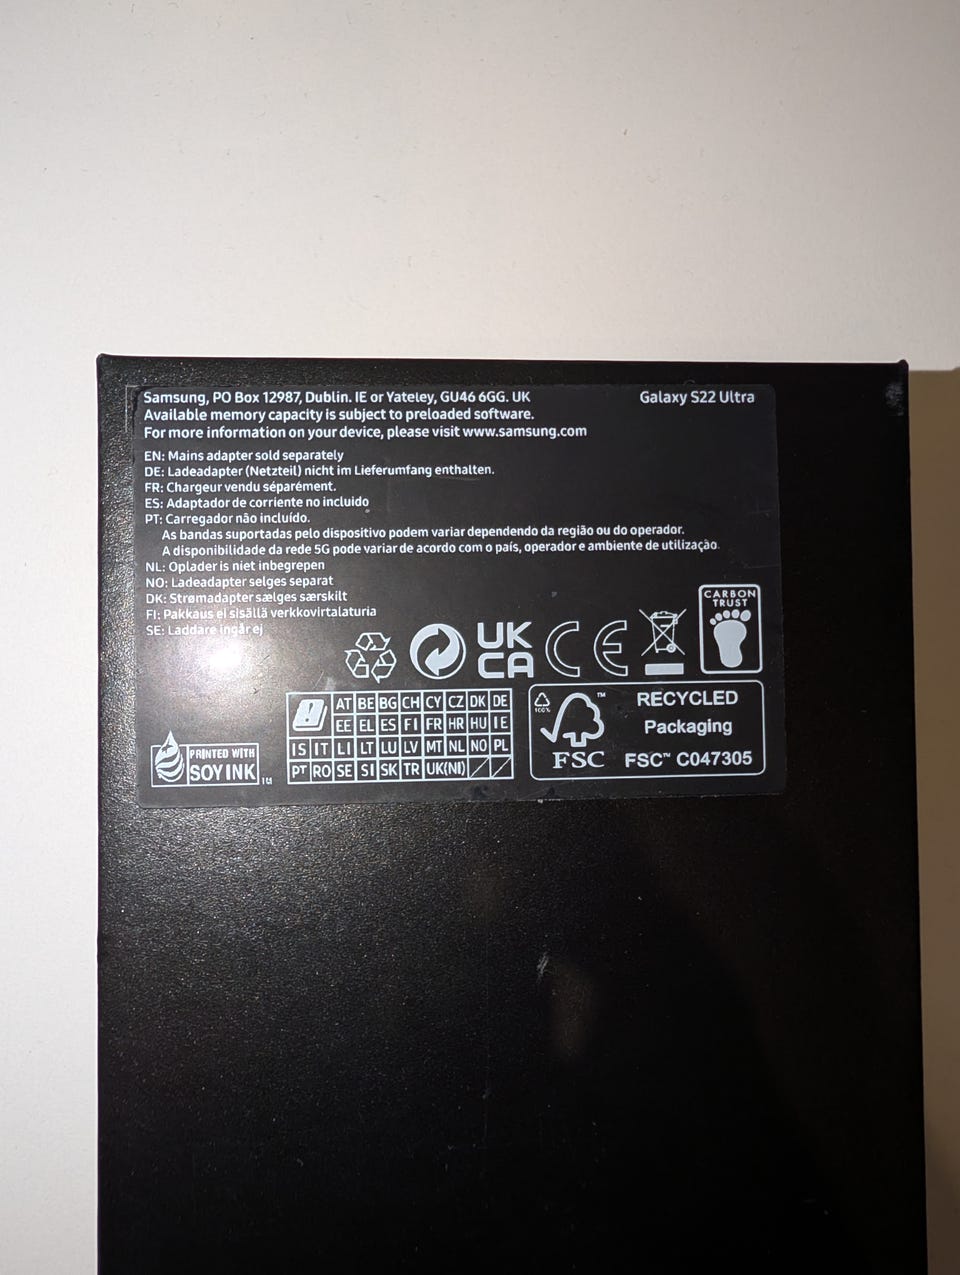 Samsung, PO Box 12987, Dublin. IE or Yateley, GU46 6GG. UK
Galaxy S22 Ultra
Available memory capacity is subject to preloaded software.
For more information on your device, please visit www.samsung.com
EN: Mains adapter sold separately
DE: Ladeadapter (Netzteil) nicht im Lieferumfang enthalten.
FR: Chargeur vendu séparément.
ES: Adaptador de corriente no incluido
PT: Carregador não incluído.
As bandas suportadas pelo dispositivo podem variar dependendo da região ou do operador.
A disponibilidade da rede 5G pode variar de acordo com o país, operador e ambiente de utilização.
NL: Oplader is niet inbegrepen
NO: Ladeadapter selges separat
DK: Strømadapter sælges særskilt
FI: Pakkaus ei sisällä verkkovirtalaturia
SE: Laddare ingår ej
UK
CA
CE
CARBON
TRUST
PRINTED WITH
SOY INK™
AT BE BG CH CY CZ DK DE
EE EL ES FI FR HR HU IE
IS IT LI LT LU LV MT NL NO PL
PT RO SE SI SK TR UK(NI)
100%
™
FSC
RECYCLED
Packaging
FSC™ C047305